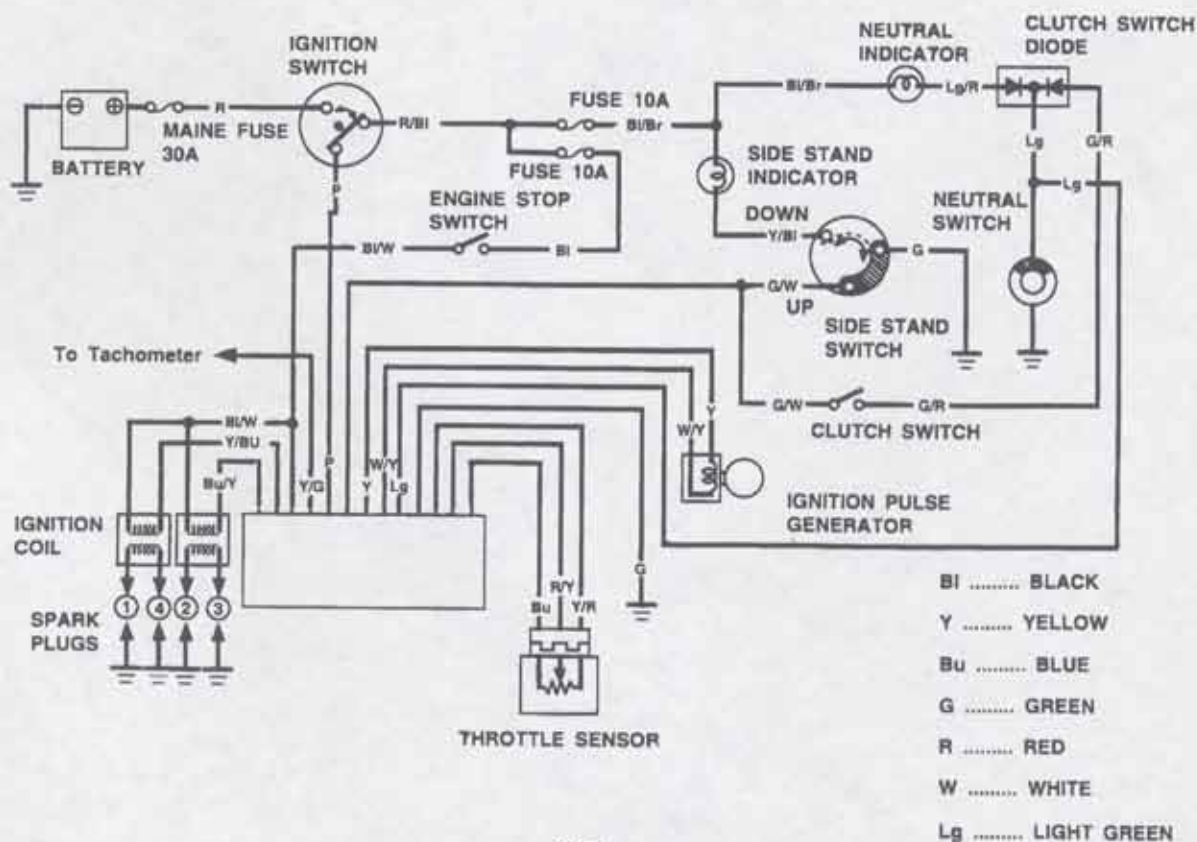 IGNITION
SWITCH
NEUTRAL
INDICATOR
CLUTCH SWITCH
DIODE
R
MAINE FUSE
30A
BATTERY
R/Bl
FUSE 10A
Bl/Br
FUSE 10A
Bl/Br
Lg/R
Lg
G/R
Lg
P
ENGINE STOP
SWITCH
Bl/W
Bl
SIDE STAND
INDICATOR
DOWN
Y/Bl
G
G/W
UP
SIDE STAND
SWITCH
NEUTRAL
SWITCH
To Tachometer
G/W
G/R
CLUTCH SWITCH
Bl/W
Y/BU
Bu/Y
Y/G
P
Y
W/Y
Lg
W/Y
Y
IGNITION PULSE
GENERATOR
IGNITION
COIL
1
4
2
3
SPARK
PLUGS
G
Bu
R/Y
Y/R
THROTTLE SENSOR
Bl ......... BLACK
Y ......... YELLOW
Bu ......... BLUE
G ......... GREEN
R ......... RED
W ......... WHITE
Lg ......... LIGHT GREEN